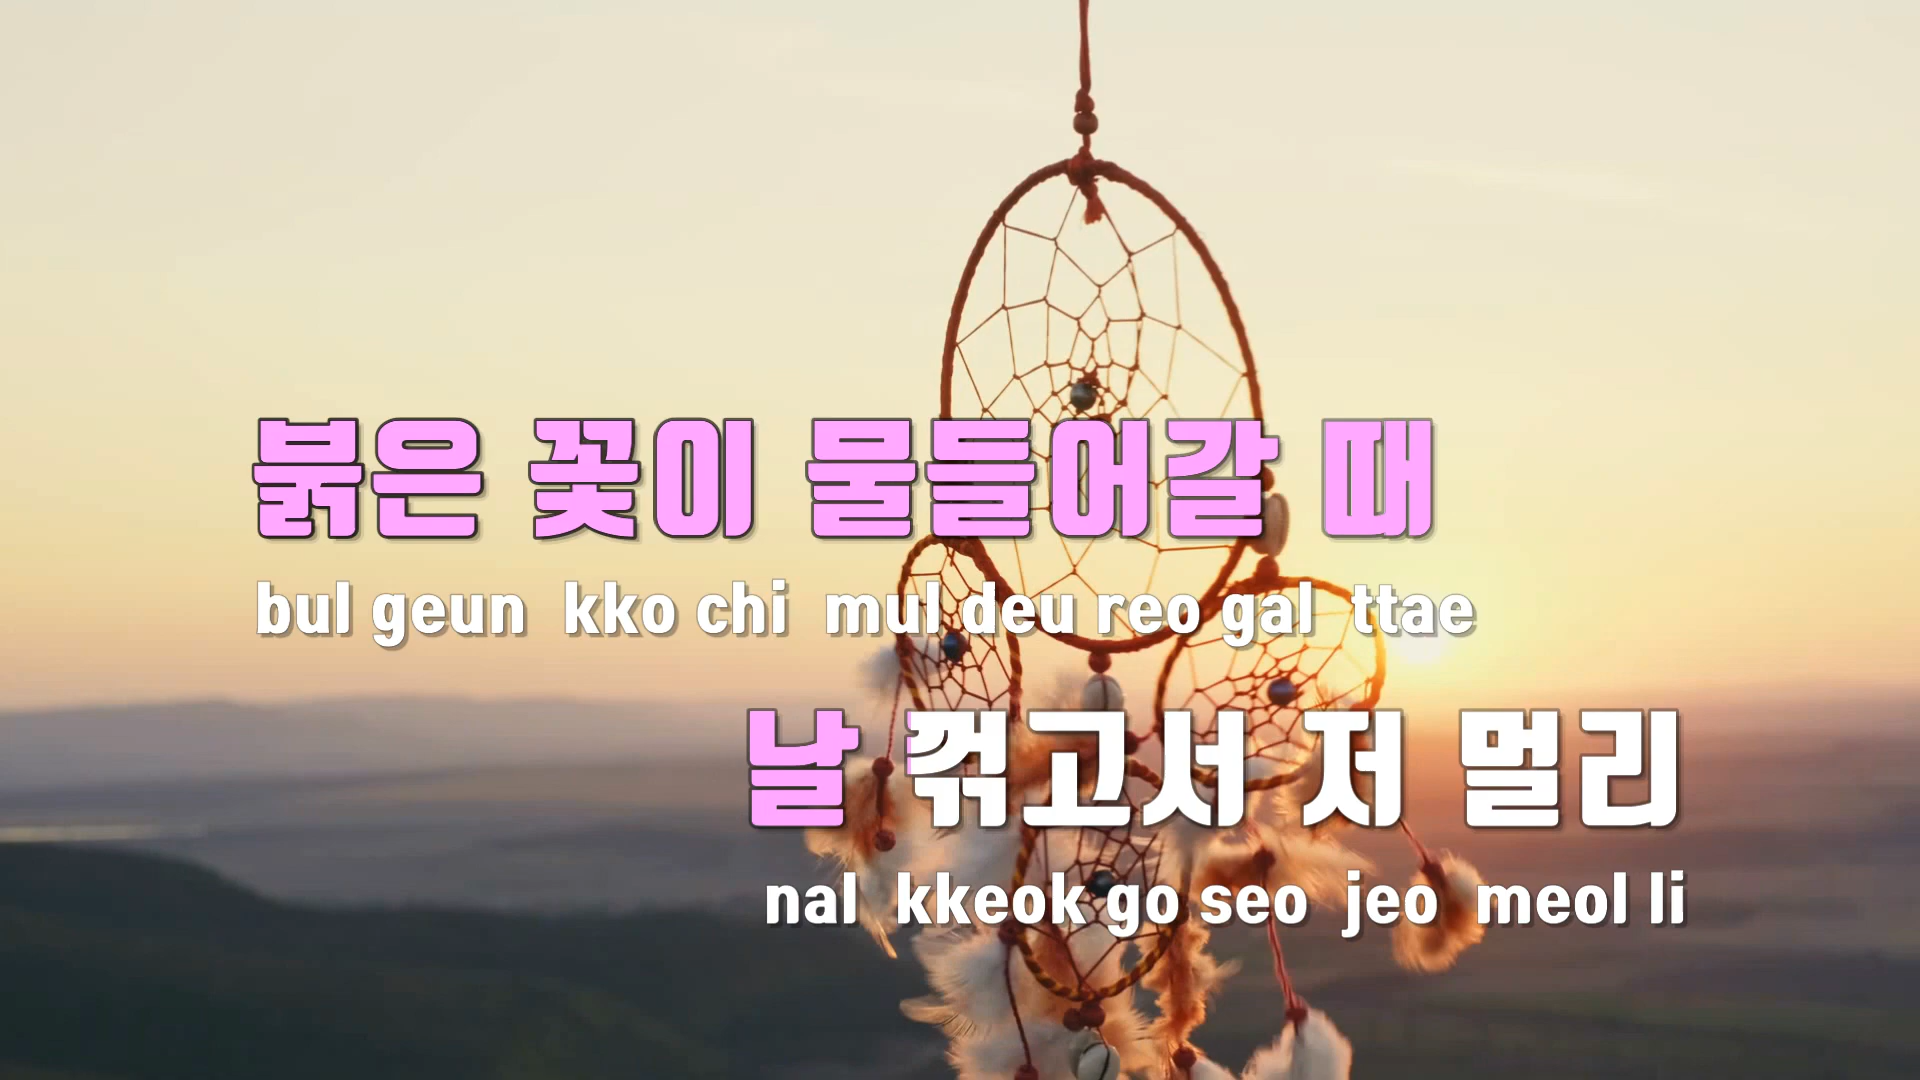 붉은 꽃이 물들어갈 때
bul geun kko chi mul deu reo gal ttae
날 꺾고서 저 멀리
nal kkeok go seo jeo meol li